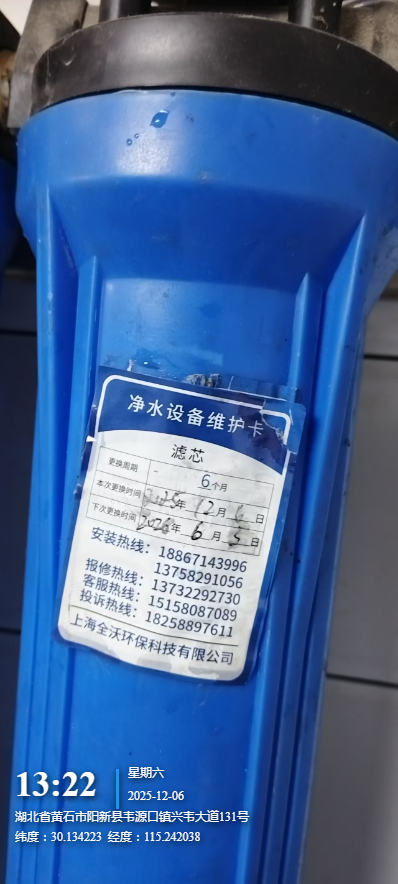 净水设备维护卡
滤芯
更换周期 - 6个月
本次更换时间 2025年 12月 6日
下次更换时间 2026年 6月 5日
安装热线：18867143996
13758291056
报修热线：13732292730
客服热线：15158087089
投诉热线：18258897611
上海全沃环保科技有限公司
13:22
星期六
2025-12-06
湖北省黄石市阳新县韦源口镇兴韦大道131号
纬度：30.134223 经度：115.242038